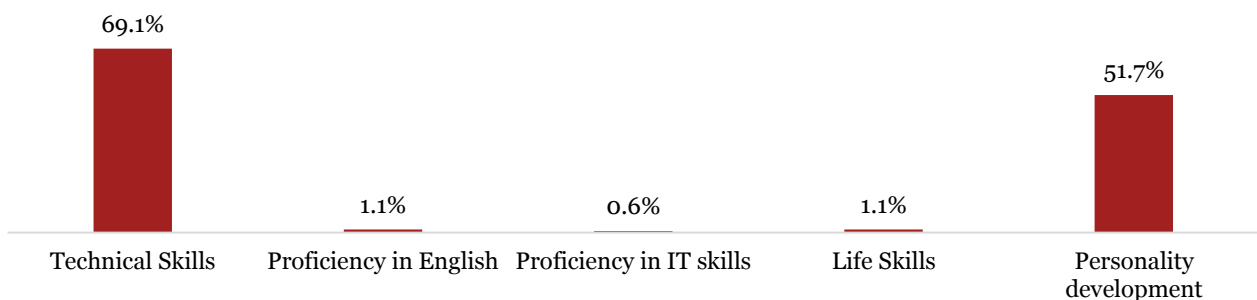 69.1%
51.7%
1.1%
0.6%
1.1%
Technical Skills
Proficiency in English
Proficiency in IT skills
Life Skills
Personality
development